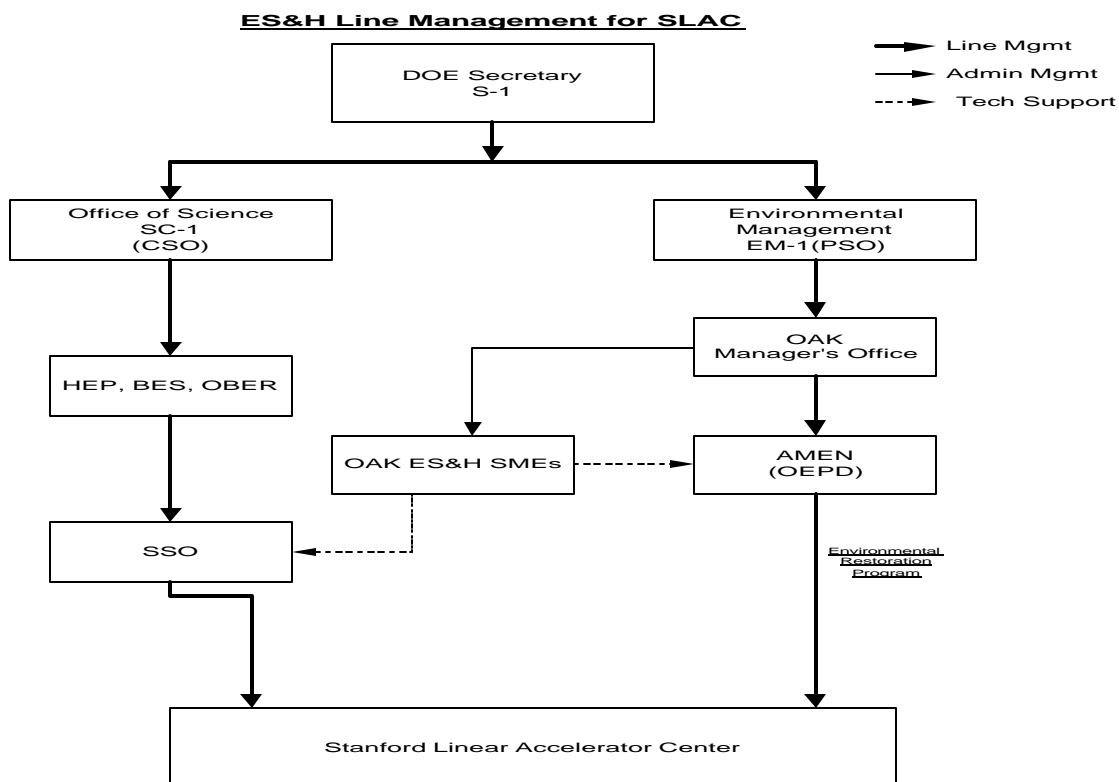 ES&H Line Management for SLAC
Line Mgmt
Admin Mgmt
Tech Support
DOE Secretary
S-1
Office of Science
SC-1
(CSO)
Environmental
Management
EM-1(PSO)
OAK
Manager's Office
HEP, BES, OBER
OAK ES&H SMEs
AMEN
(OEPD)
SSO
Environmental
Restoration
Program
Stanford Linear Accelerator Center